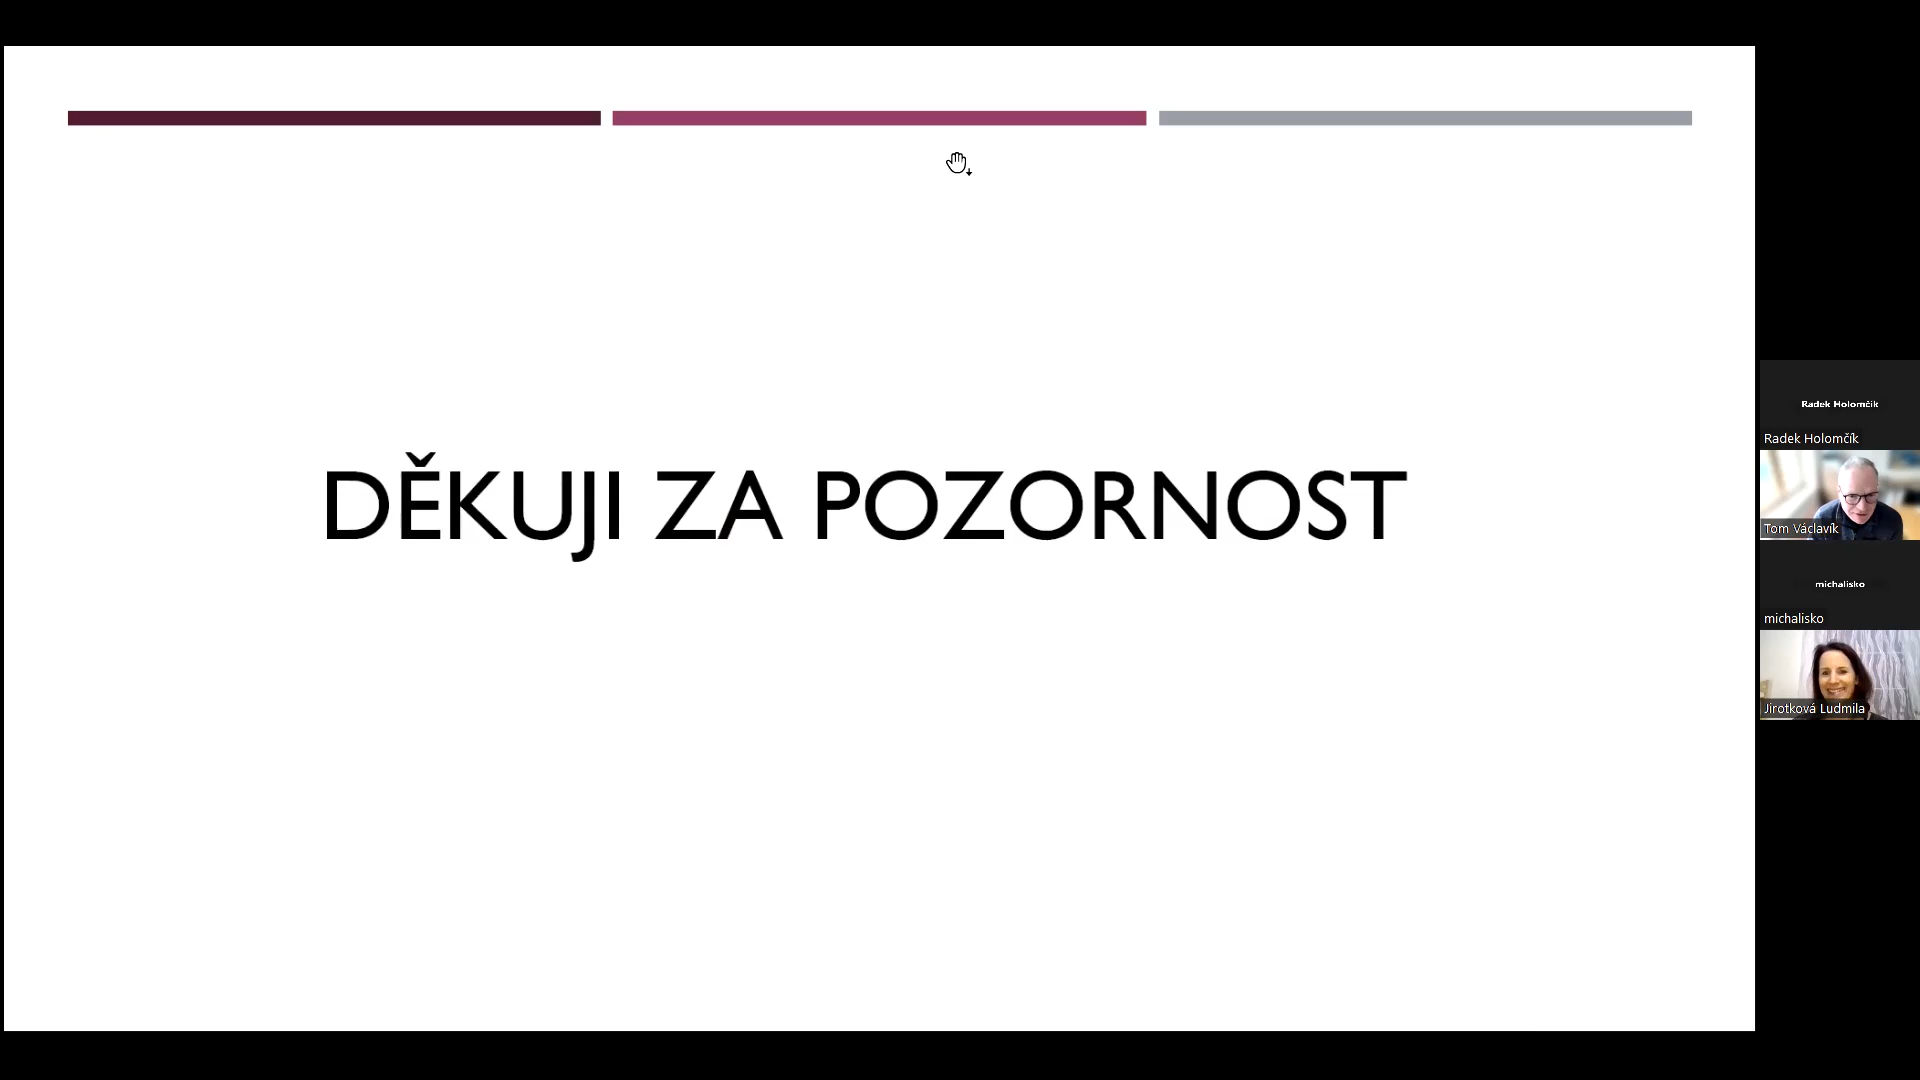 DĚKUJI ZA POZORNOST
Radek Holomčík
Radek Holomčík
Tom Václavík
michalisko
michalisko
Jirotková Ludmila